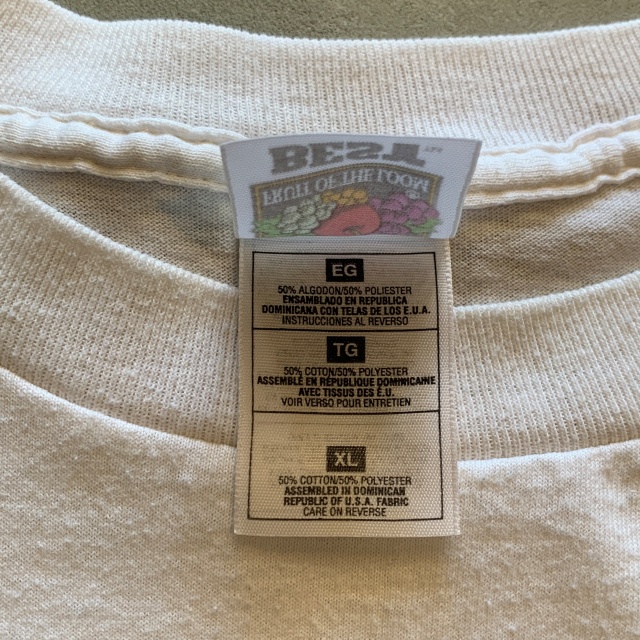 BEST
FRUIT OF THE LOOM
EG
50% ALGODON/50% POLIESTER
ENSAMBLADO EN REPUBLICA
DOMINICANA CON TELAS DE LOS E.U.A.
INSTRUCCIONES AL REVERSO
TG
50% COTON/50% POLYESTER
ASSEMBLÉ EN RÉPUBLIQUE DOMINICAINE
AVEC TISSUS DES É.U.
VOIR VERSO POUR ENTRETIEN
XL
50% COTTON/50% POLYESTER
ASSEMBLED IN DOMINICAN
REPUBLIC OF U.S.A. FABRIC
CARE ON REVERSE